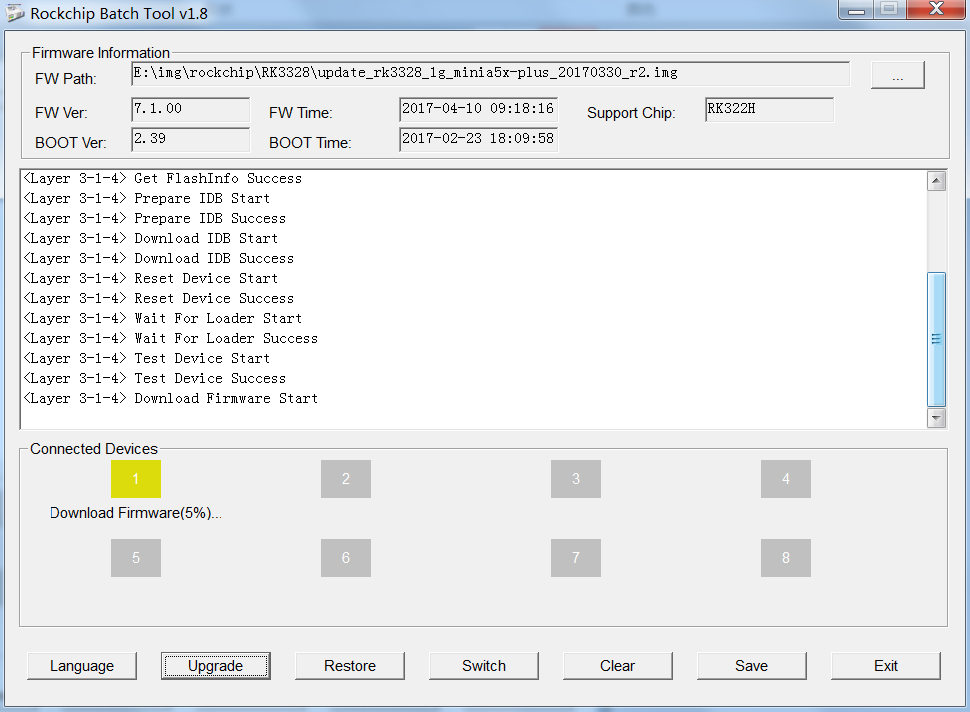 Rockchip Batch Tool v1.8
Firmware Information
FW Path: E:\img\rockchip\RK3328\update_rk3328_1g_minia5x-plus_20170330_r2.img ...
FW Ver: 7.1.00 FW Time: 2017-04-10 09:18:16 Support Chip: RK322H
BOOT Ver: 2.39 BOOT Time: 2017-02-23 18:09:58
<Layer 3-1-4> Get FlashInfo Success
<Layer 3-1-4> Prepare IDB Start
<Layer 3-1-4> Prepare IDB Success
<Layer 3-1-4> Download IDB Start
<Layer 3-1-4> Download IDB Success
<Layer 3-1-4> Reset Device Start
<Layer 3-1-4> Reset Device Success
<Layer 3-1-4> Wait For Loader Start
<Layer 3-1-4> Wait For Loader Success
<Layer 3-1-4> Test Device Start
<Layer 3-1-4> Test Device Success
<Layer 3-1-4> Download Firmware Start
Connected Devices
1 2 3 4
Download Firmware(5%)...
5 6 7 8
Language Upgrade Restore Switch Clear Save Exit